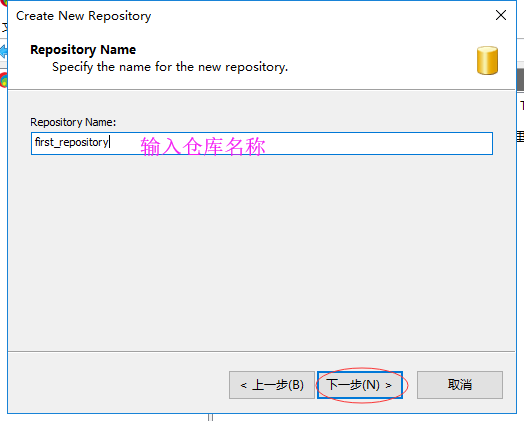 Create New Repository
Repository Name
Specify the name for the new repository.
Repository Name:
first_repository
输入仓库名称
< 上一步(B)
下一步(N) >
取消